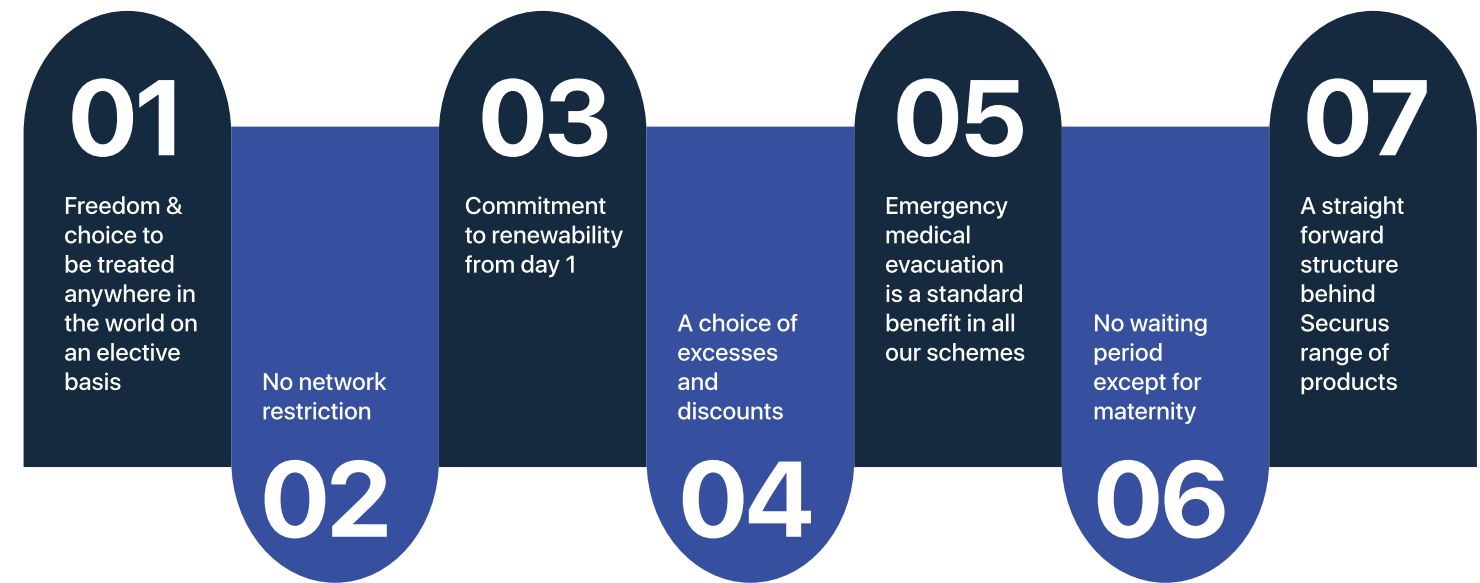 01
Freedom &
choice to
be treated
anywhere in
the world on
an elective
basis
No network
restriction
02
03
Commitment
to renewability
from day 1
A choice of
excesses
and
discounts
04
05
Emergency
medical
evacuation
is a standard
benefit in all
our schemes
No waiting
period
except for
maternity
06
07
A straight
forward
structure
behind
Securus
range of
products